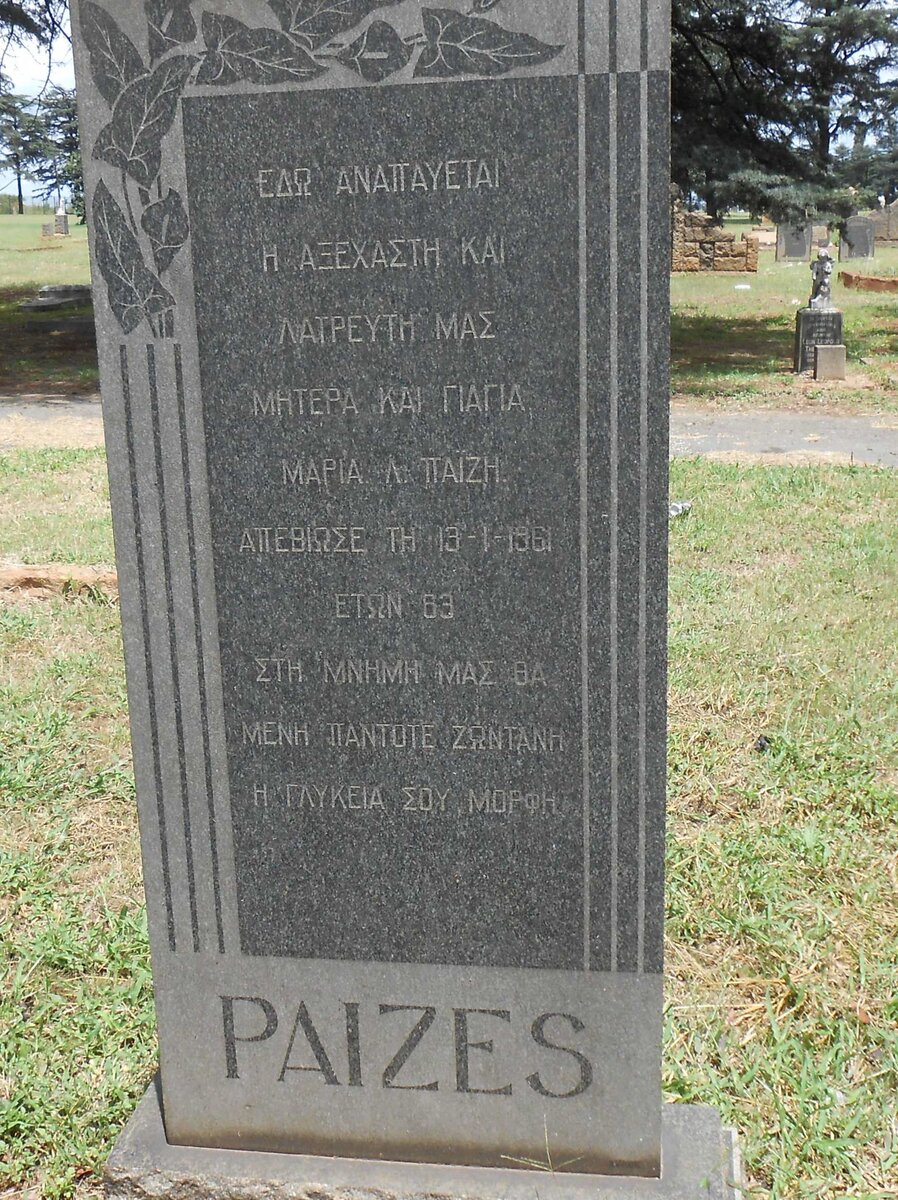 ΕΔΩ ΑΝΑΠΑΥΕΤΑΙ
Η ΑΞΕΧΑΣΤΗ ΚΑΙ
ΛΑΤΡΕΥΤΗ ΜΑΣ
ΜΗΤΕΡΑ ΚΑΙ ΓΙΑΓΙΑ
ΜΑΡΙΑ Λ. ΠΑΙΖΗ.
ΑΠΕΒΙΩΣΕ ΤΗ 13-1-1961
ΕΤΩΝ 63
ΣΤΗ ΜΝΗΜΗ ΜΑΣ ΘΑ
ΜΕΝΗ ΠΑΝΤΟΤΕ ΖΩΝΤΑΝΗ
Η ΓΛΥΚΕΙΑ ΣΟΥ ΜΟΡΦΗ.
PAIZES